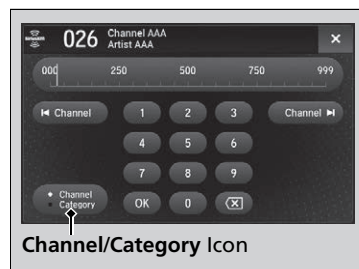 026 Channel AAA
Artist AAA
000 250 500 750 999
Channel 1 2 3 Channel
4 5 6
7 8 9
Channel
Category OK 0
Channel/Category Icon